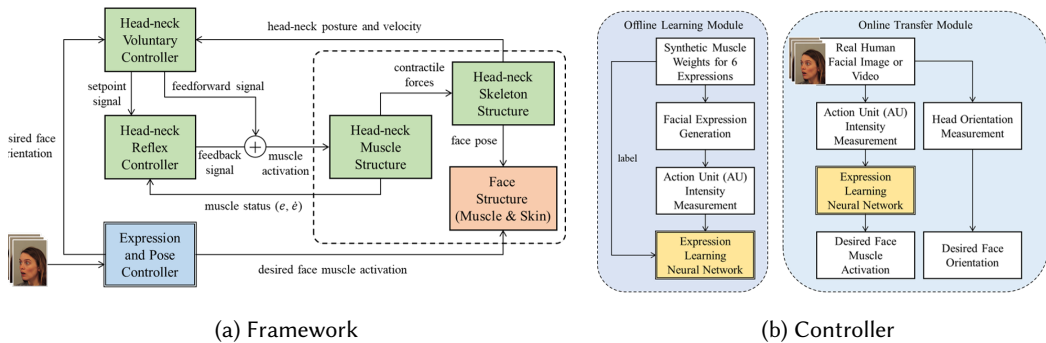 Head-neck
Voluntary
Controller
head-neck posture and velocity
setpoint
signal
feedforward signal
contractile
forces
Head-neck
Skeleton
Structure
face
Head-neck
Reflex
Controller
feedback
signal
+
muscle
activation
Head-neck
Muscle
Structure
face pose
muscle status (e, ė)
Face
Structure
(Muscle & Skin)
Expression
and Pose
Controller
desired face muscle activation
(a) Framework
Offline Learning Module
Synthetic Muscle
Weights for 6
Expressions
Facial Expression
Generation
label
Action Unit (AU)
Intensity
Measurement
Expression
Learning
Neural Network
Online Transfer Module
Real Human
Facial Image or
Video
Action Unit (AU)
Intensity
Measurement
Head Orientation
Measurement
Expression
Learning
Neural Network
Desired Face
Muscle
Activation
Desired Face
Orientation
(b) Controller